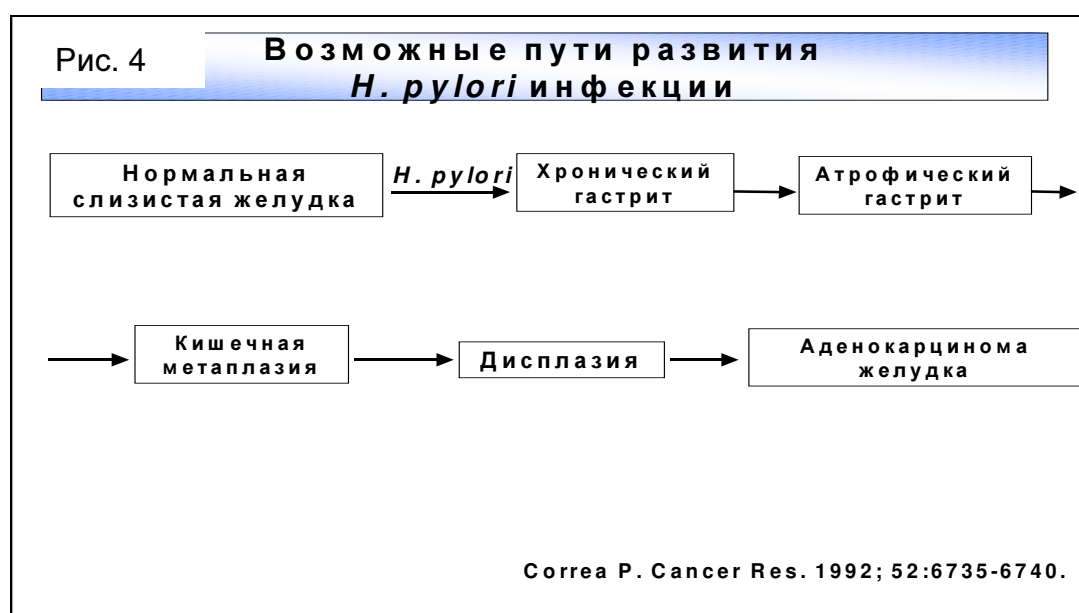 Рис. 4
Возможные пути развития
H. pylori инфекции
Нормальная
слизистая желудка
H. pylori
Хронический
гастрит
Атрофический
гастрит
Кишечная
метаплазия
Дисплазия
Аденокарцинома
желудка
Correa P. Cancer Res. 1992; 52:6735-6740.